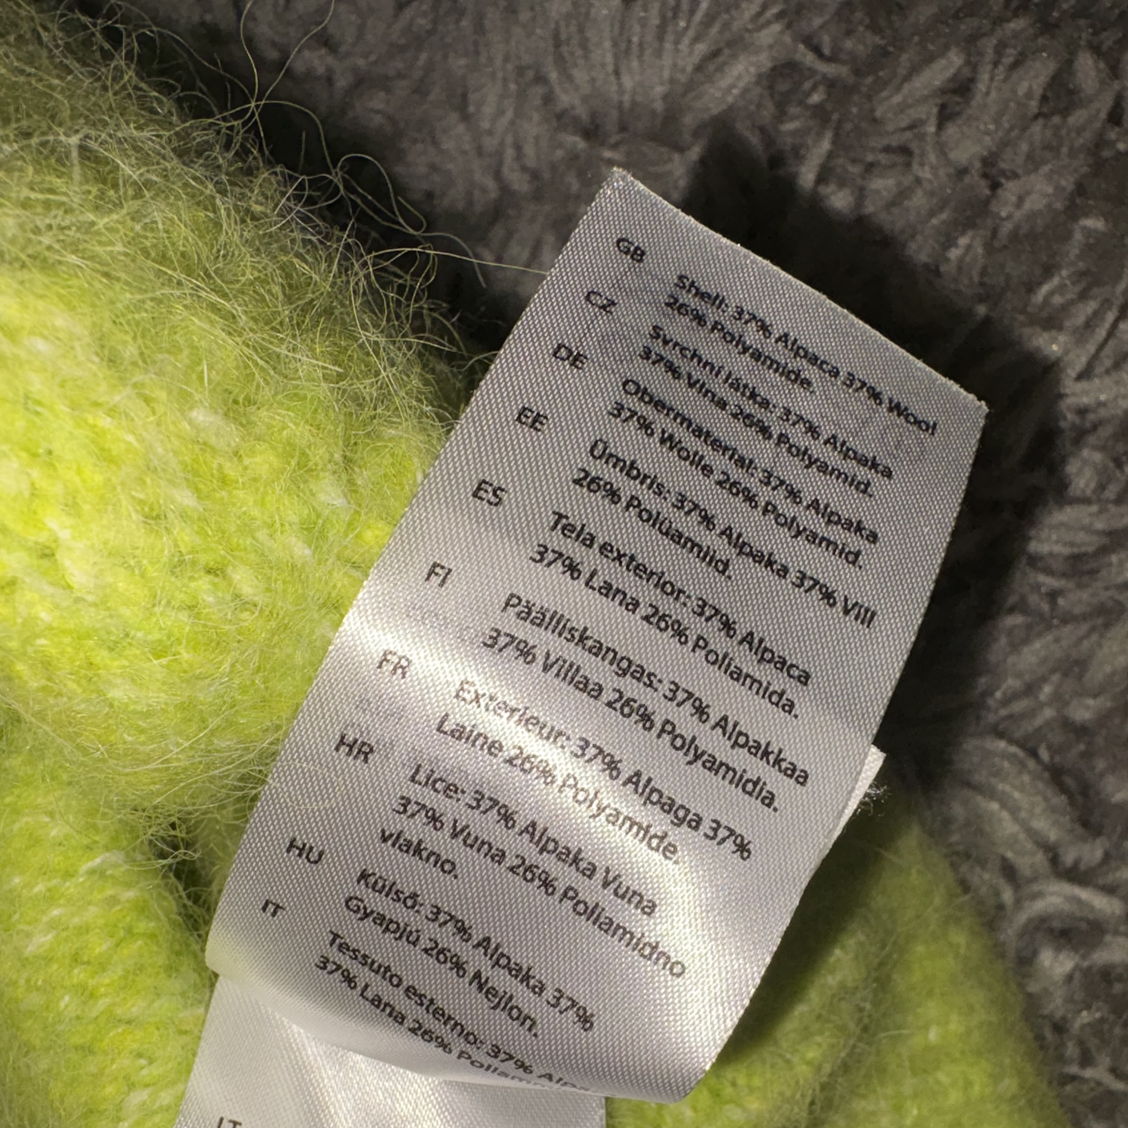 GB Shell: 37% Alpaca 37% Wool
26% Polyamide.
CZ Svrchní látka: 37% Alpaka
37% Vlna 26% Polyamid.
DE Obermaterial: 37% Alpaka
37% Wolle 26% Polyamid.
EE Ümbris: 37% Alpaka 37% Vill
26% Polüamiid.
ES Tela exterior: 37% Alpaca
37% Lana 26% Poliamida.
FI Päälliskangas: 37% Alpakkaa
37% Villaa 26% Polyamidia.
FR Exterieur: 37% Alpaga 37%
Laine 26% Polyamide.
HR Lice: 37% Alpaka Vuna
37% Vuna 26% Poliamidno
vlakno.
HU Külső: 37% Alpaka 37%
Gyapjú 26% Nejlon.
IT Tessuto esterno: 37%
37% Lana 26%
LT